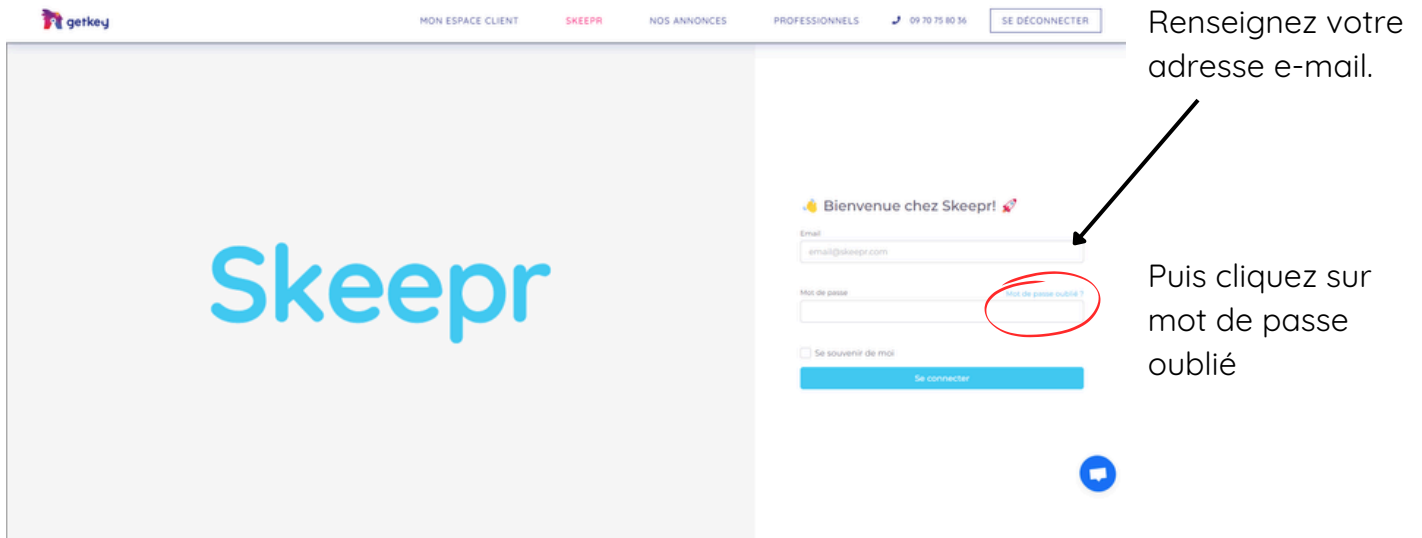 getkey
MON ESPACE CLIENT
SKEEPR
NOS ANNONCES
PROFESSIONNELS
09 70 75 80 36
SE DÉCONNECTER
Renseignez votre
adresse e-mail.
Skeepr
Bienvenue chez Skeepr!
Email
email@skeepr.com
Mot de passe
Mot de passe oublié ?
Se souvenir de moi
Se connecter
Puis cliquez sur
mot de passe
oublié